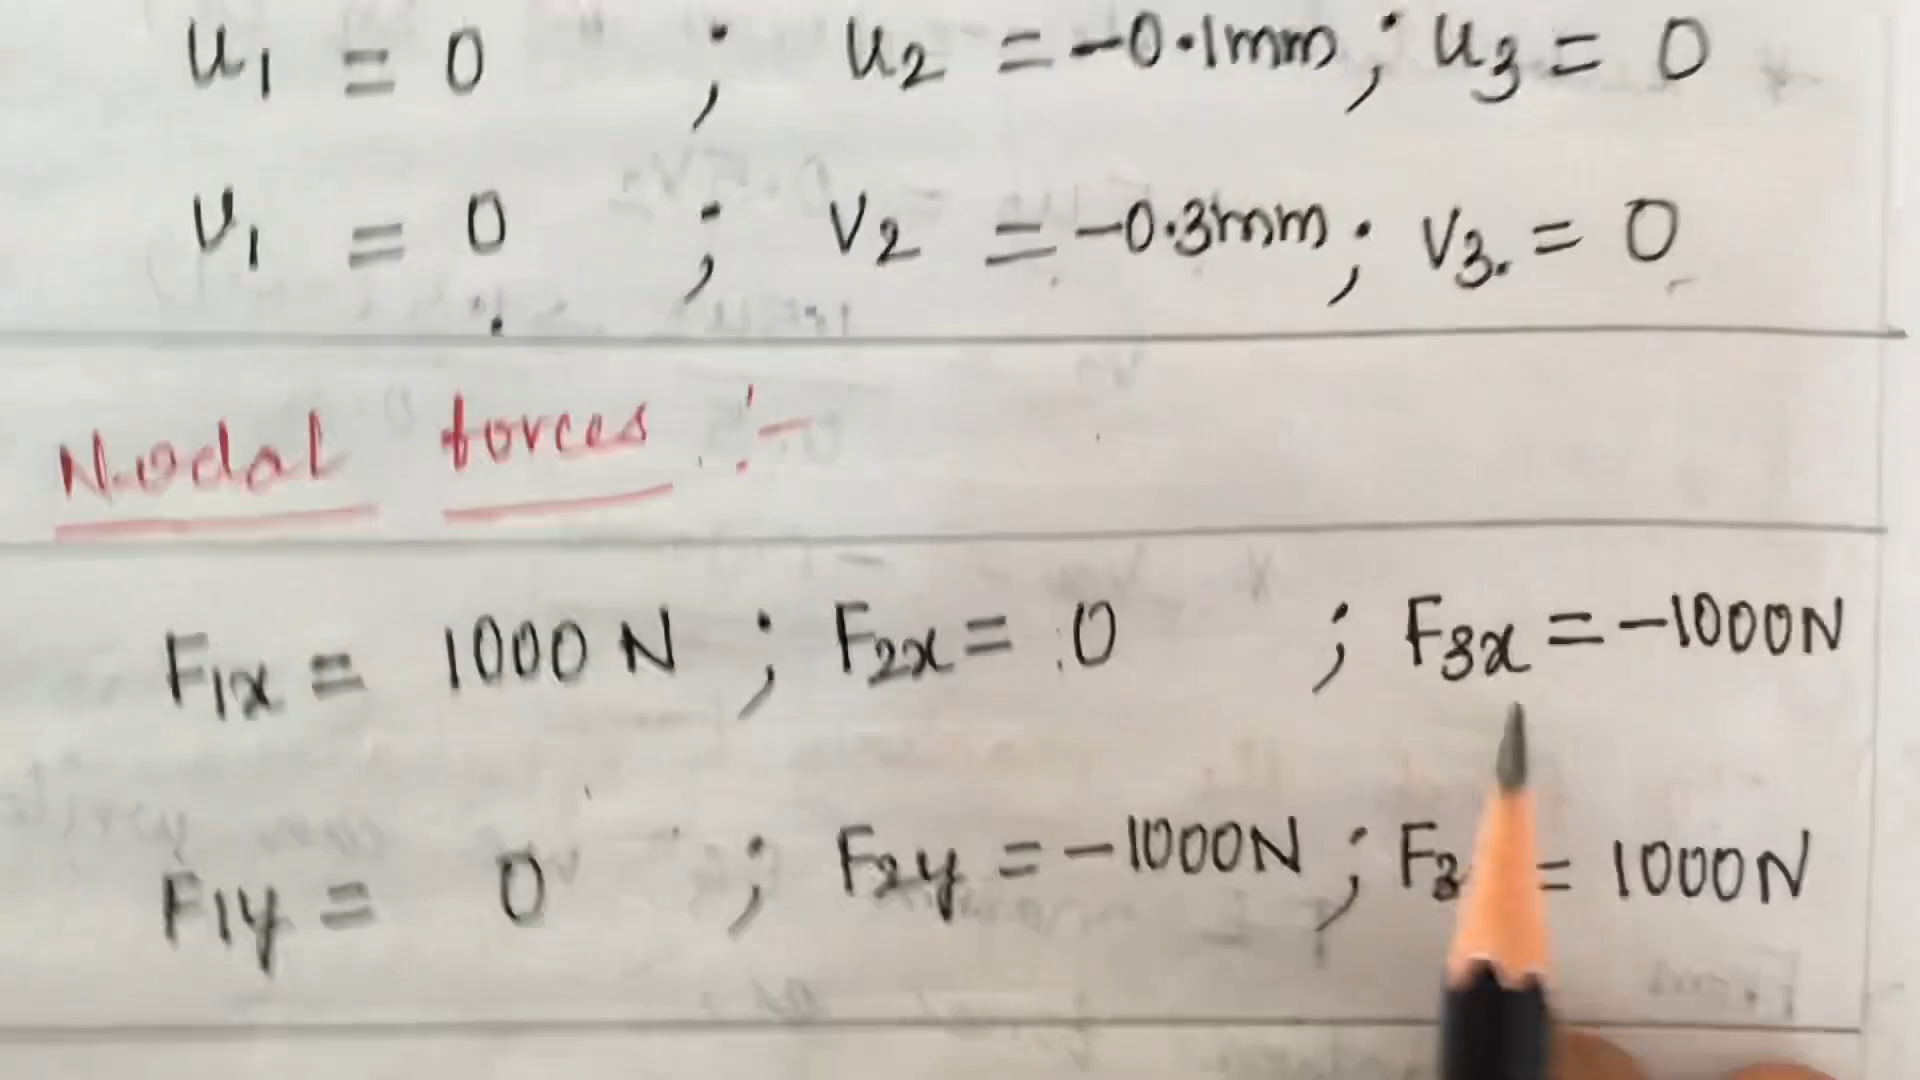 u1 = 0 ; u2 = -0.1mm ; u3 = 0
v1 = 0 ; v2 = -0.3mm ; v3. = 0
Nodal forces :-
F1x = 1000 N ; F2x = 0 ; F3x = -1000N
F1y = 0 ; F2y = -1000N ; F3 = 1000N